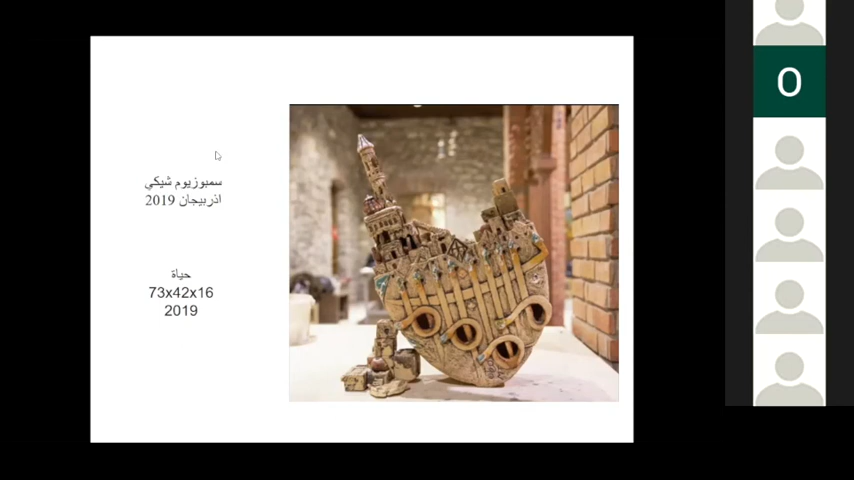 سمبوزيوم شيكي
اذربيجان 2019
حياة
73x42x16
2019
O